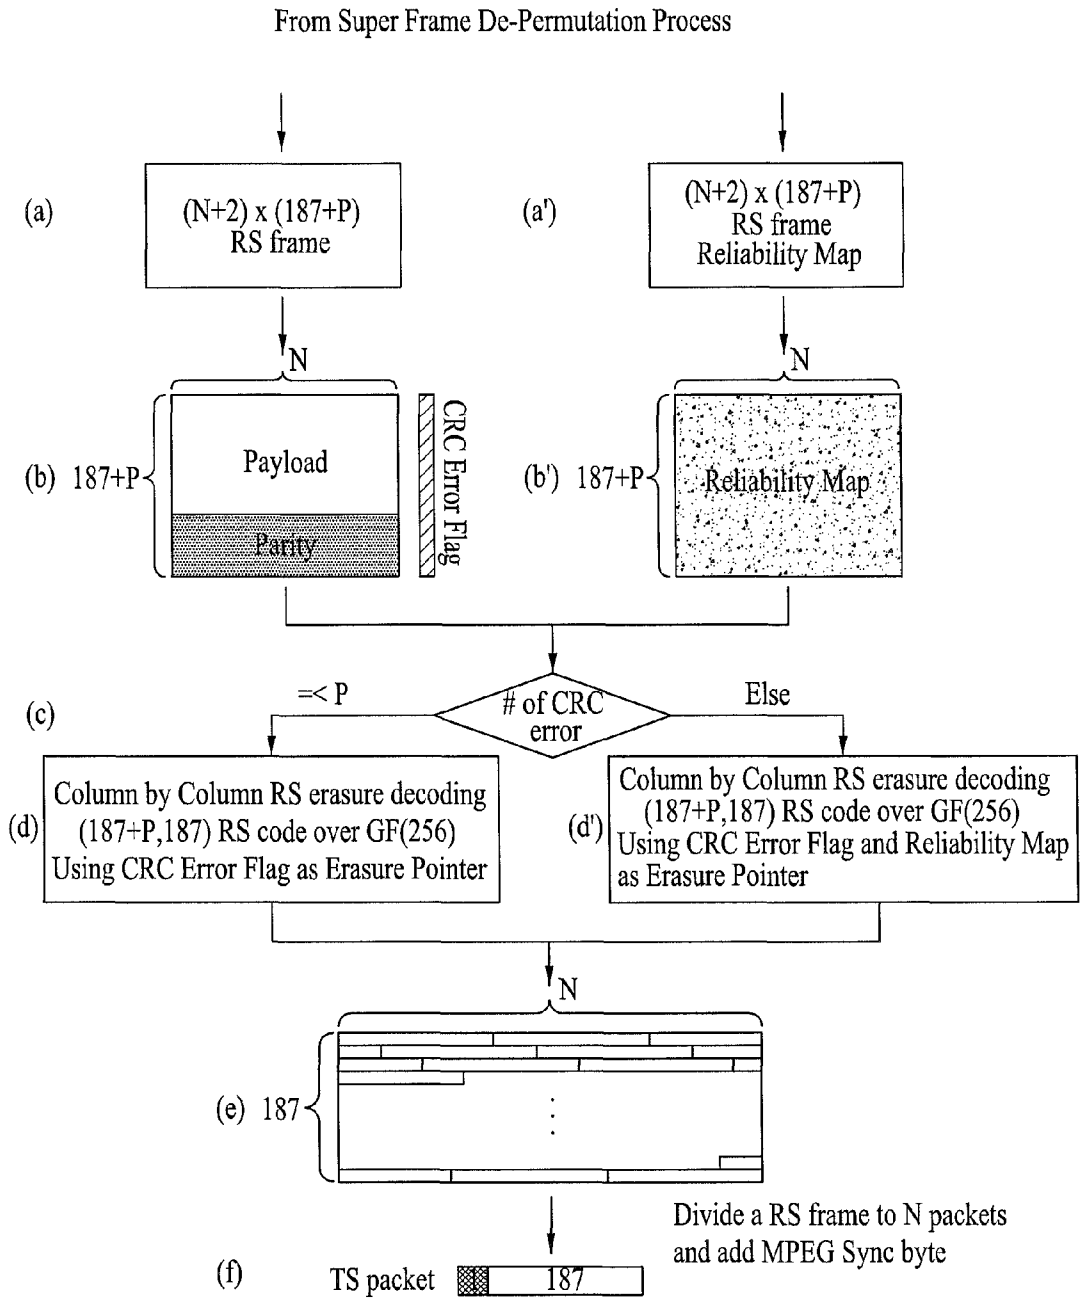 From Super Frame De-Permutation Process
(a)
(N+2) x (187+P)
RS frame
(a')
(N+2) x (187+P)
RS frame
Reliability Map
N
N
(b)
187+P
Payload
Parity
CRC Error Flag
(b')
187+P
Reliability Map
(c)
=< P
# of CRC
error
Else
(d)
Column by Column RS erasure decoding
(187+P,187) RS code over GF(256)
Using CRC Error Flag as Erasure Pointer
(d')
Column by Column RS erasure decoding
(187+P,187) RS code over GF(256)
Using CRC Error Flag and Reliability Map
as Erasure Pointer
N
(e)
187
Divide a RS frame to N packets
and add MPEG Sync byte
(f)
TS packet
187